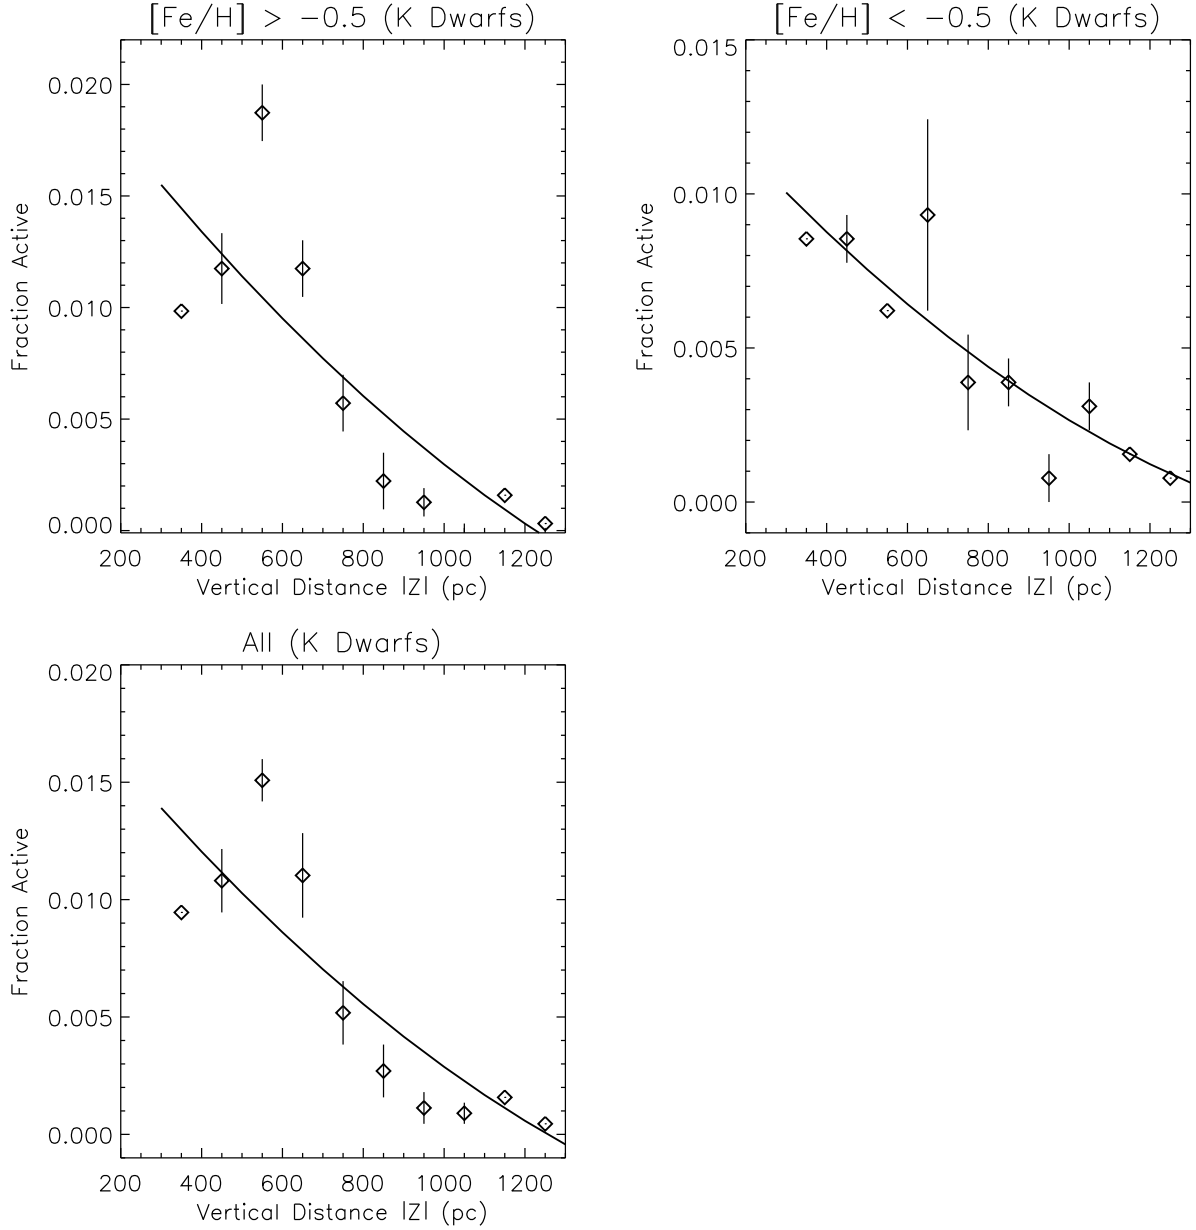 [Fe/H] > −0.5 (K Dwarfs)
0.020
0.015
0.010
0.005
0.000
Fraction Active
200 400 600 800 1000 1200
Vertical Distance |Z| (pc)
[Fe/H] < −0.5 (K Dwarfs)
0.015
0.010
0.005
0.000
Fraction Active
200 400 600 800 1000 1200
Vertical Distance |Z| (pc)
All (K Dwarfs)
0.020
0.015
0.010
0.005
0.000
Fraction Active
200 400 600 800 1000 1200
Vertical Distance |Z| (pc)